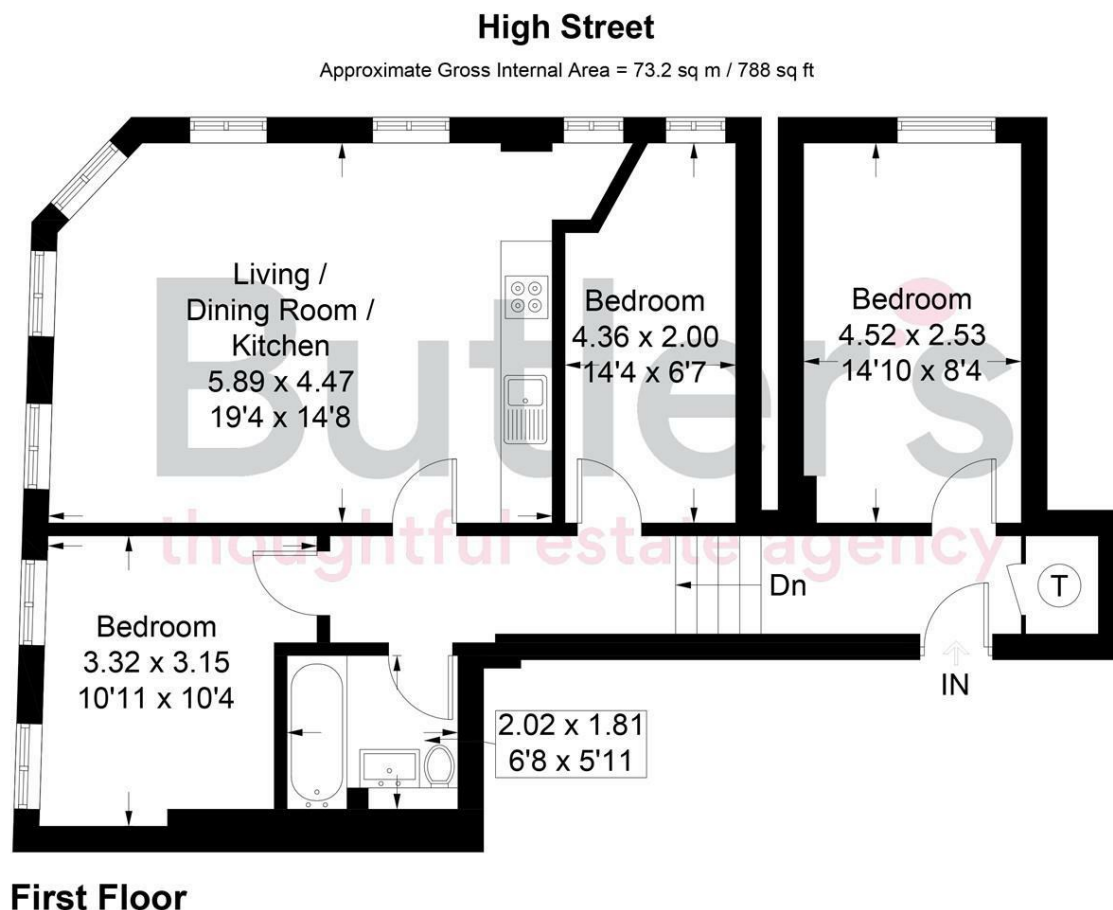 High Street
Approximate Gross Internal Area = 73.2 sq m / 788 sq ft
Living /
Dining Room /
Kitchen
5.89 x 4.47
19'4 x 14'8
Bedroom
4.36 x 2.00
14'4 x 6'7
Bedroom
4.52 x 2.53
14'10 x 8'4
Butler's
thoughtful estate agency
Dn
T
Bedroom
3.32 x 3.15
10'11 x 10'4
IN
2.02 x 1.81
6'8 x 5'11
First Floor